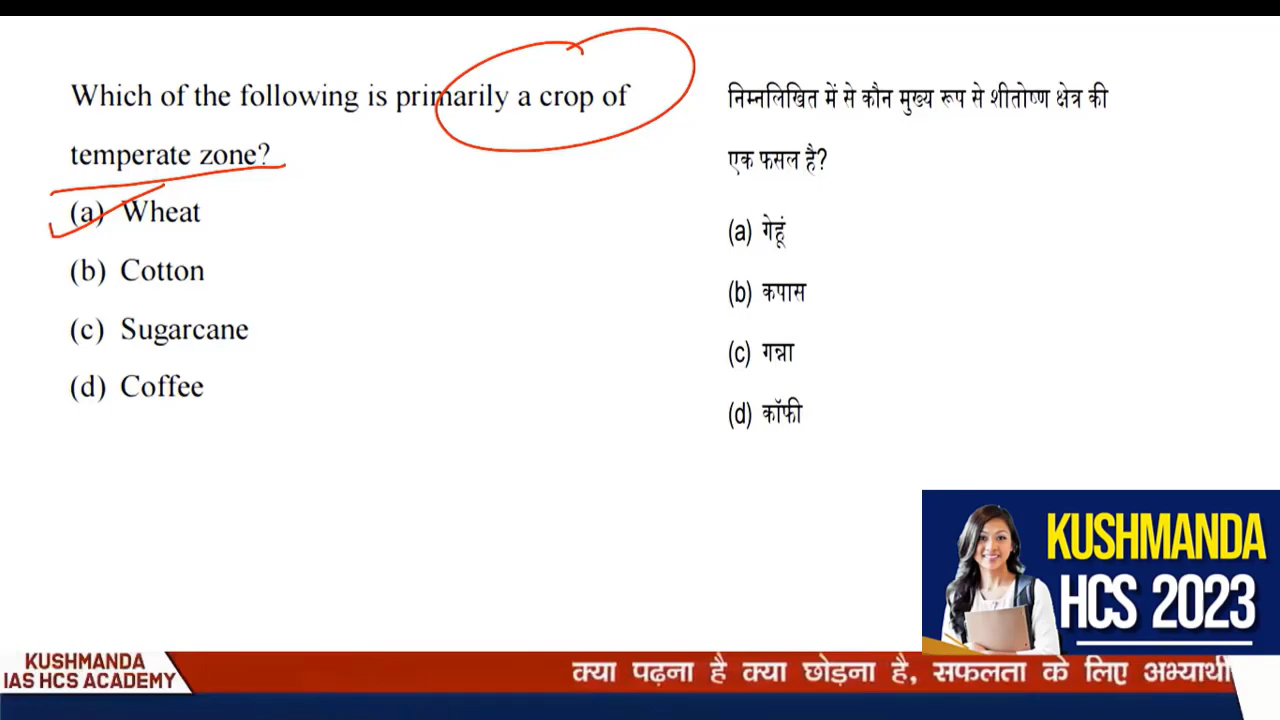 Which of the following is primarily a crop of
temperate zone?
(a) Wheat
(b) Cotton
(c) Sugarcane
(d) Coffee
निम्नलिखित में से कौन मुख्य रूप से शीतोष्ण क्षेत्र की
एक फसल है?
(a) गेहूं
(b) कपास
(c) गन्ना
(d) कॉफी
KUSHMANDA
HCS 2023
KUSHMANDA
IAS HCS ACADEMY
क्या पढ़ना है क्या छोड़ना है, सफलता के लिए अभ्यार्थी